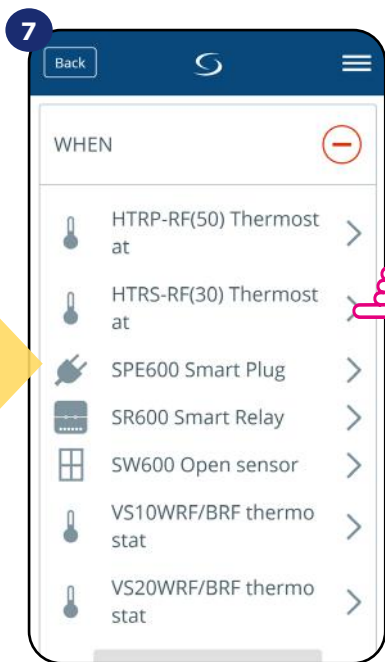 7
Back
WHEN
HTRP-RF(50) Thermost
at
HTRS-RF(30) Thermost
at
SPE600 Smart Plug
SR600 Smart Relay
SW600 Open sensor
VS10WRF/BRF thermo
stat
VS20WRF/BRF thermo
stat